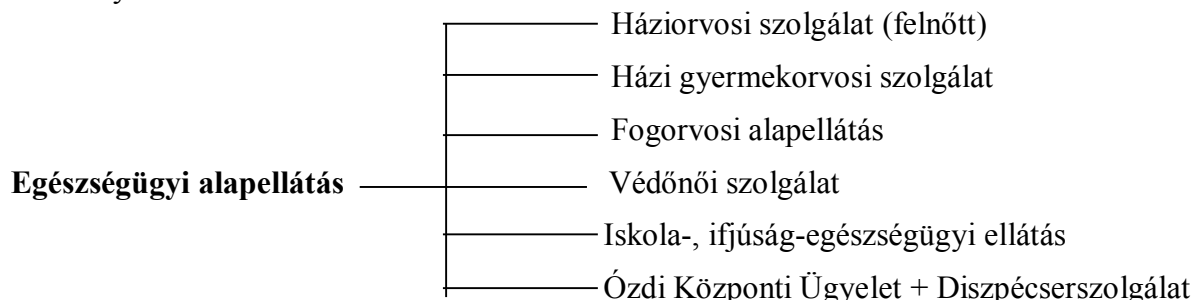 Háziorvosi szolgálat (felnőtt)
Házi gyermekorvosi szolgálat
Fogorvosi alapellátás
Egészségügyi alapellátás
Védőnői szolgálat
Iskola-, ifjúság-egészségügyi ellátás
Ózdi Központi Ügyelet + Diszpécserszolgálat